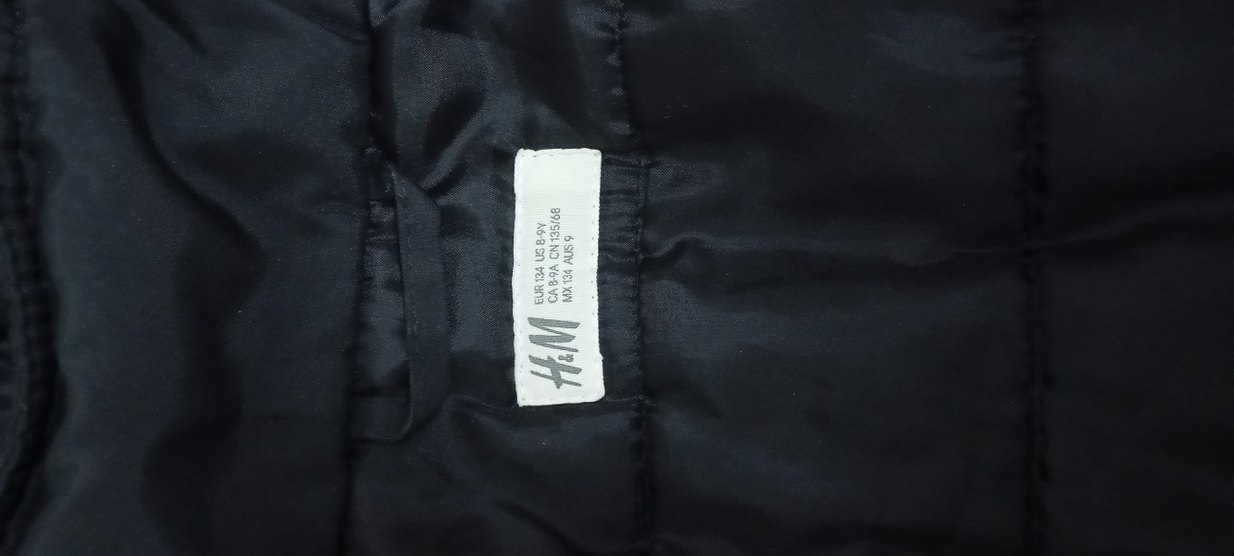 H&M
EUR 134 US 8-9Y
CA 8-9A CN 135/68
MX 134 AUS 9